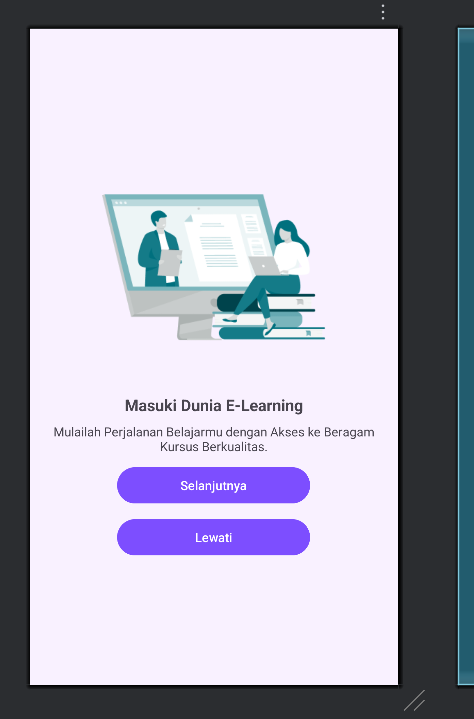 Masuki Dunia E-Learning
Mulailah Perjalanan Belajarmu dengan Akses ke Beragam
Kursus Berkualitas.
Selanjutnya
Lewati